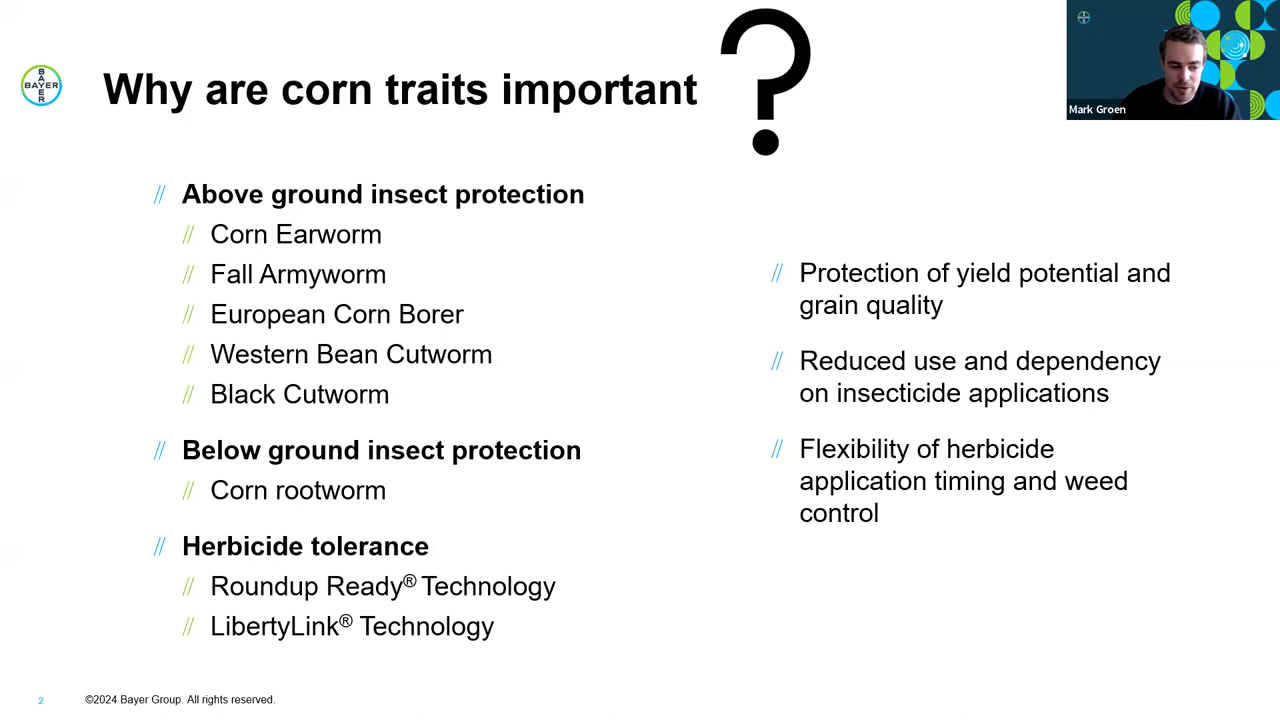 BAYER
BAYER
Why are corn traits important
?
Mark Groen
// Above ground insect protection
// Corn Earworm
// Fall Armyworm
// European Corn Borer
// Western Bean Cutworm
// Black Cutworm
// Below ground insect protection
// Corn rootworm
// Herbicide tolerance
// Roundup Ready® Technology
// LibertyLink® Technology
// Protection of yield potential and
grain quality
// Reduced use and dependency
on insecticide applications
// Flexibility of herbicide
application timing and weed
control
2
©2024 Bayer Group. All rights reserved.